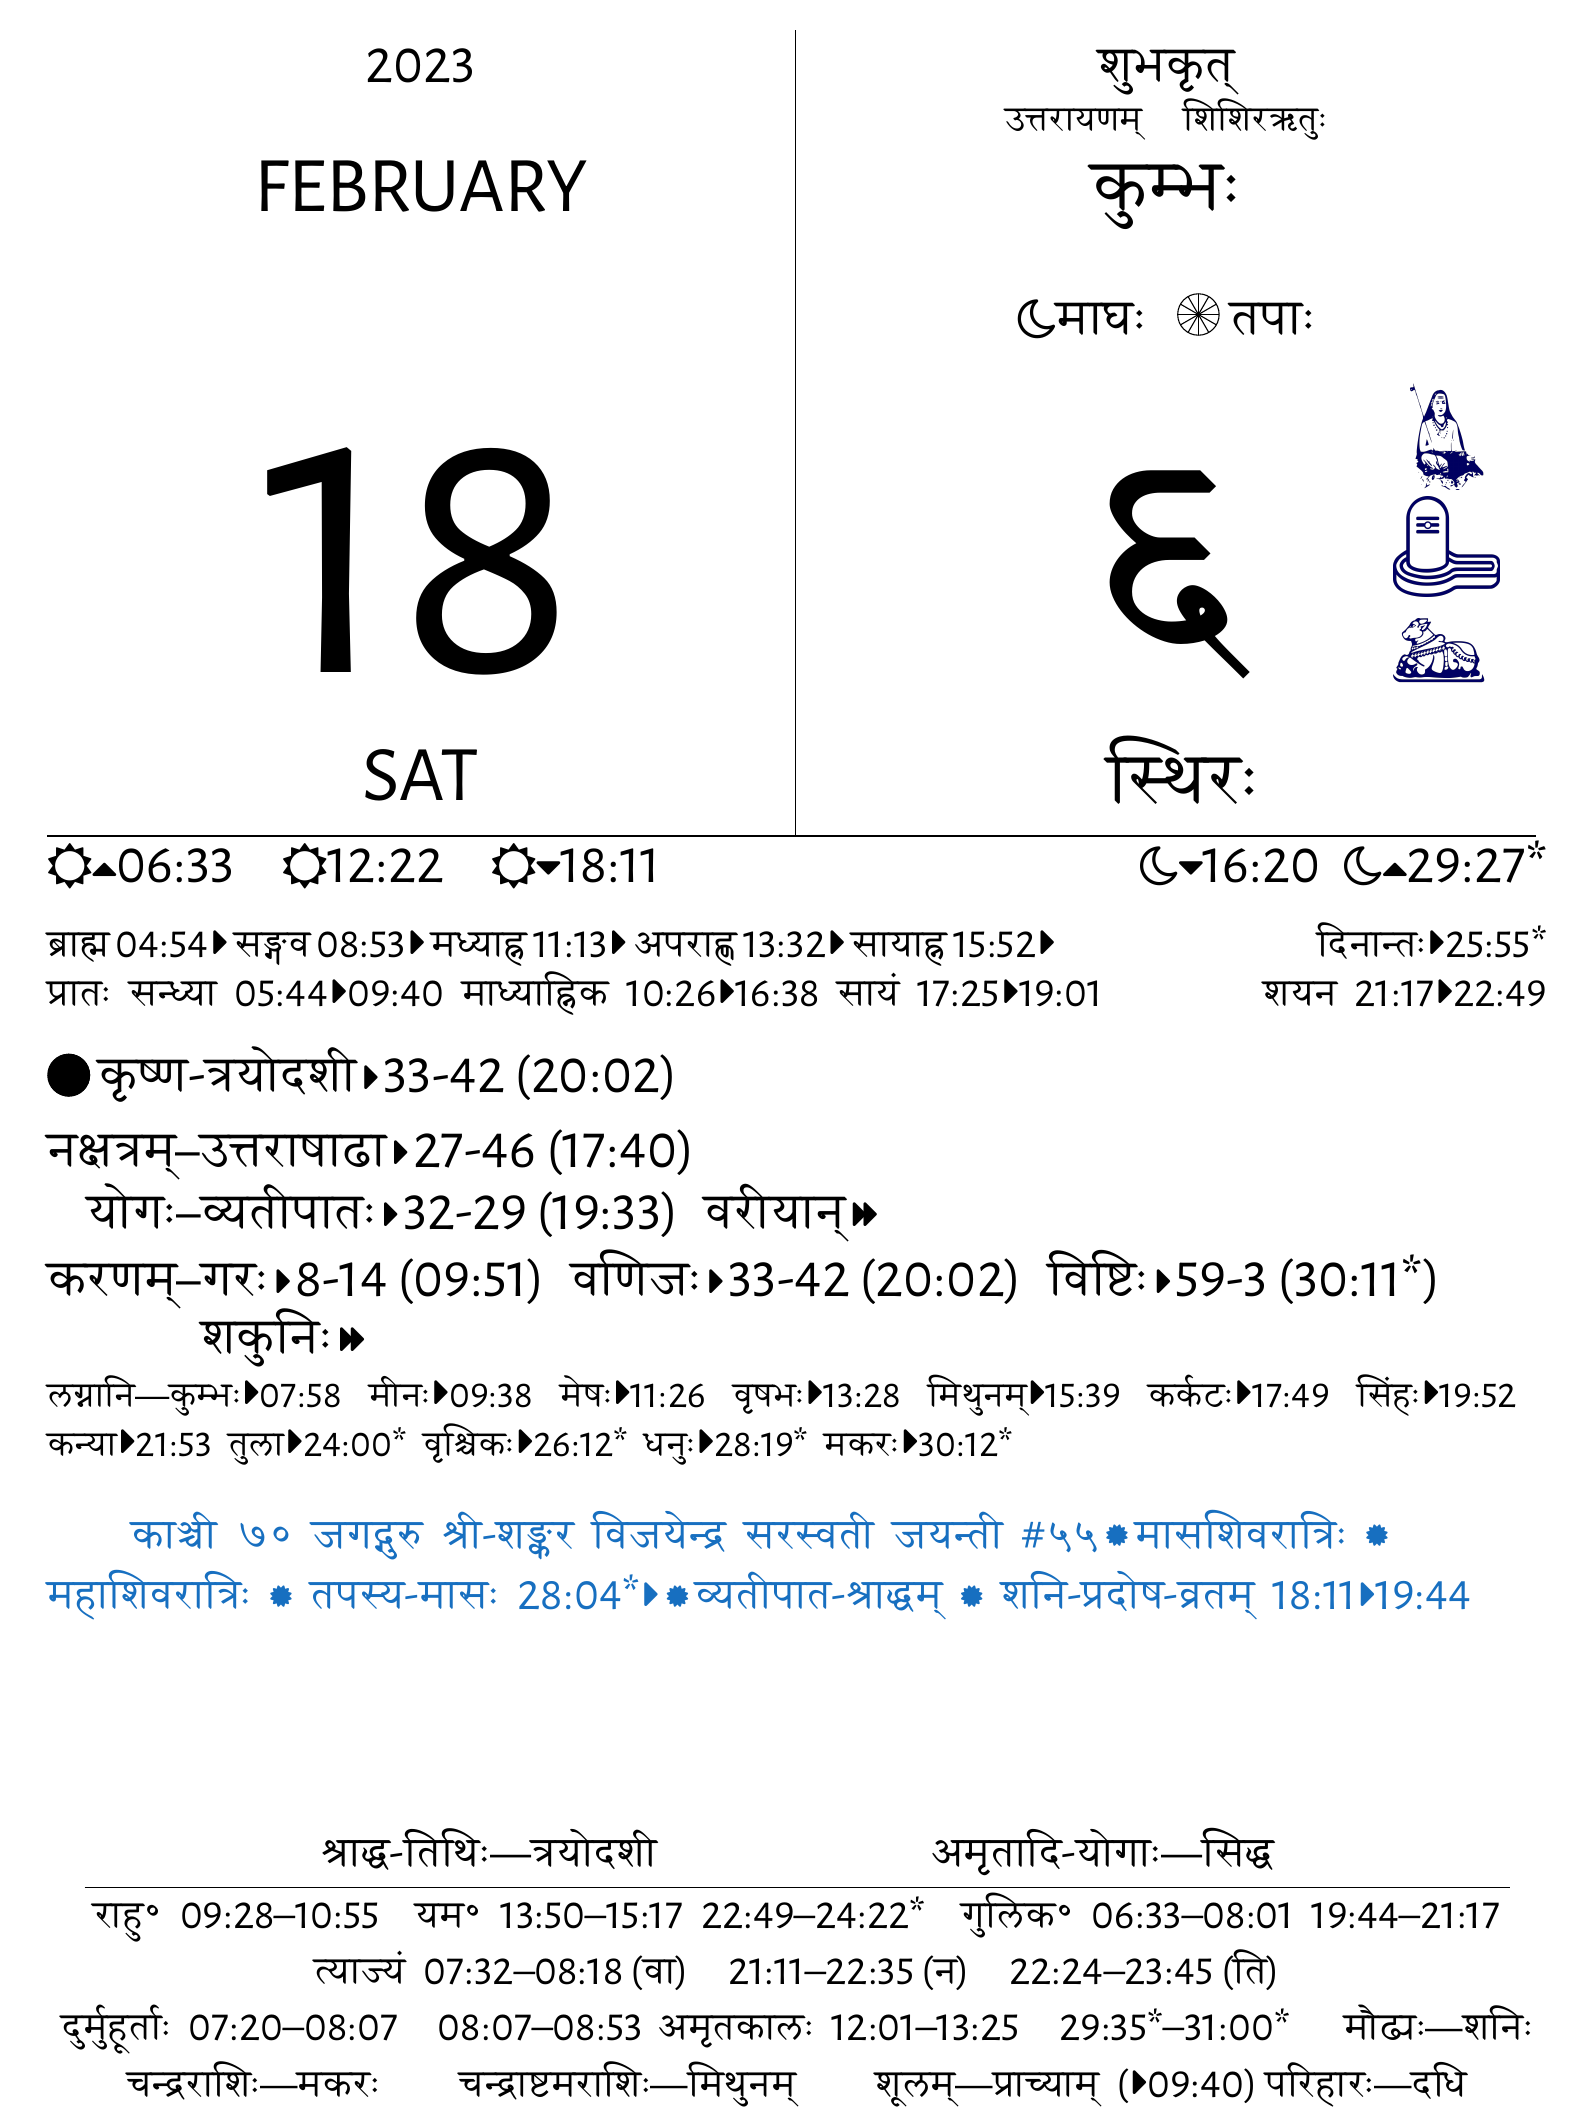 2023
FEBRUARY
18
SAT
शुभकृत्
उत्तरायणम् शिशिरऋतुः
कुम्भः
माघः तपाः
६
स्थिरः
06:33 12:22 18:11 16:20 29:27*
ब्राह्म 04:54 सङ्गव 08:53 मध्याह्न 11:13 अपराह्ण 13:32 सायाह्न 15:52 दिनान्तः 25:55*
प्रातः सन्ध्या 05:44 09:40 माध्याह्निक 10:26 16:38 सायं 17:25 19:01 शयन 21:17 22:49
कृष्ण-त्रयोदशी 33-42 (20:02)
नक्षत्रम्–उत्तराषाढा 27-46 (17:40)
योगः–व्यतीपातः 32-29 (19:33) वरीयान्
करणम्–गरः 8-14 (09:51) वणिजः 33-42 (20:02) विष्टिः 59-3 (30:11*)
शकुनिः
लग्नानि—कुम्भः 07:58 मीनः 09:38 मेषः 11:26 वृषभः 13:28 मिथुनम् 15:39 कर्कटः 17:49 सिंहः 19:52
कन्या 21:53 तुला 24:00* वृश्चिकः 26:12* धनुः 28:19* मकरः 30:12*
काञ्ची ७० जगद्गुरु श्री-शङ्कर विजयेन्द्र सरस्वती जयन्ती #५५ मासशिवरात्रिः
महाशिवरात्रिः तपस्य-मासः 28:04* व्यतीपात-श्राद्धम् शनि-प्रदोष-व्रतम् 18:11 19:44
श्राद्ध-तिथिः—त्रयोदशी अमृतादि-योगाः—सिद्ध
राहु॰ 09:28–10:55 यम॰ 13:50–15:17 22:49–24:22* गुलिक॰ 06:33–08:01 19:44–21:17
त्याज्यं 07:32–08:18 (वा) 21:11–22:35 (न) 22:24–23:45 (ति)
दुर्मुहूर्ताः 07:20–08:07 08:07–08:53 अमृतकालः 12:01–13:25 29:35*–31:00* मौढ्यः—शनिः
चन्द्रराशिः—मकरः चन्द्राष्टमराशिः—मिथुनम् शूलम्—प्राच्याम् (09:40) परिहारः—दधि